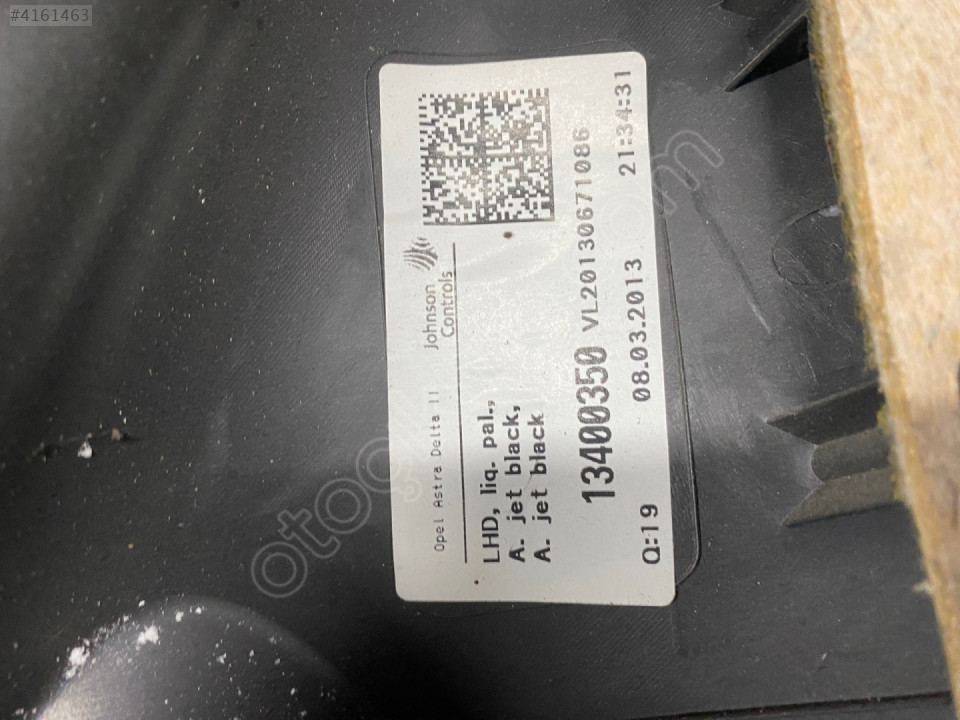 #4161463
Opel Astra Delta II
Johnson
Controls
LHD, liq. pal.,
A. jet black,
A. jet black
13400350 VL20130671086
Q:19 08.03.2013 21:34:31